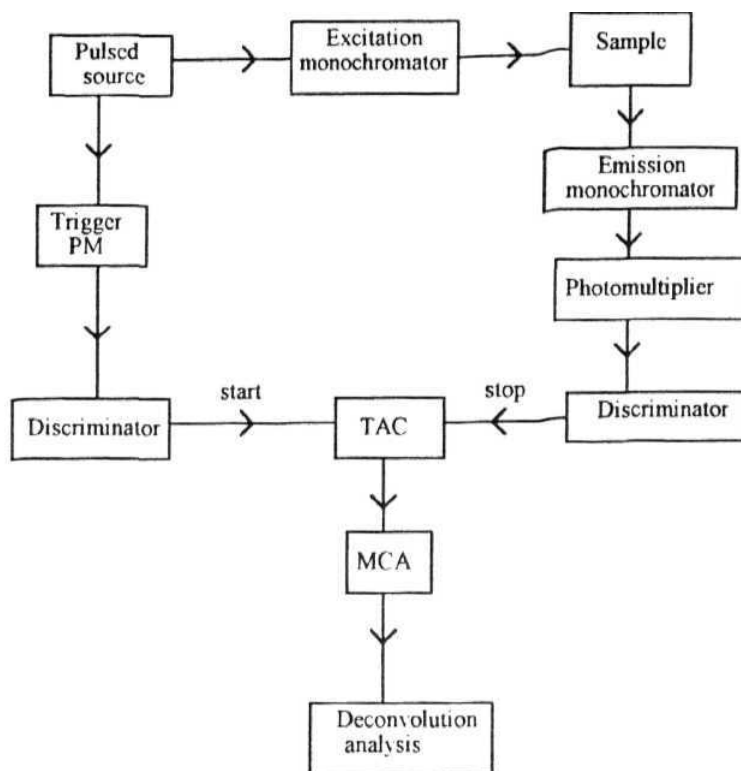 Pulsed
source
Excitation
monochromator
Sample
Emission
monochromator
Trigger
PM
Photomultiplier
start
stop
Discriminator
TAC
Discriminator
MCA
Deconvolution
analysis